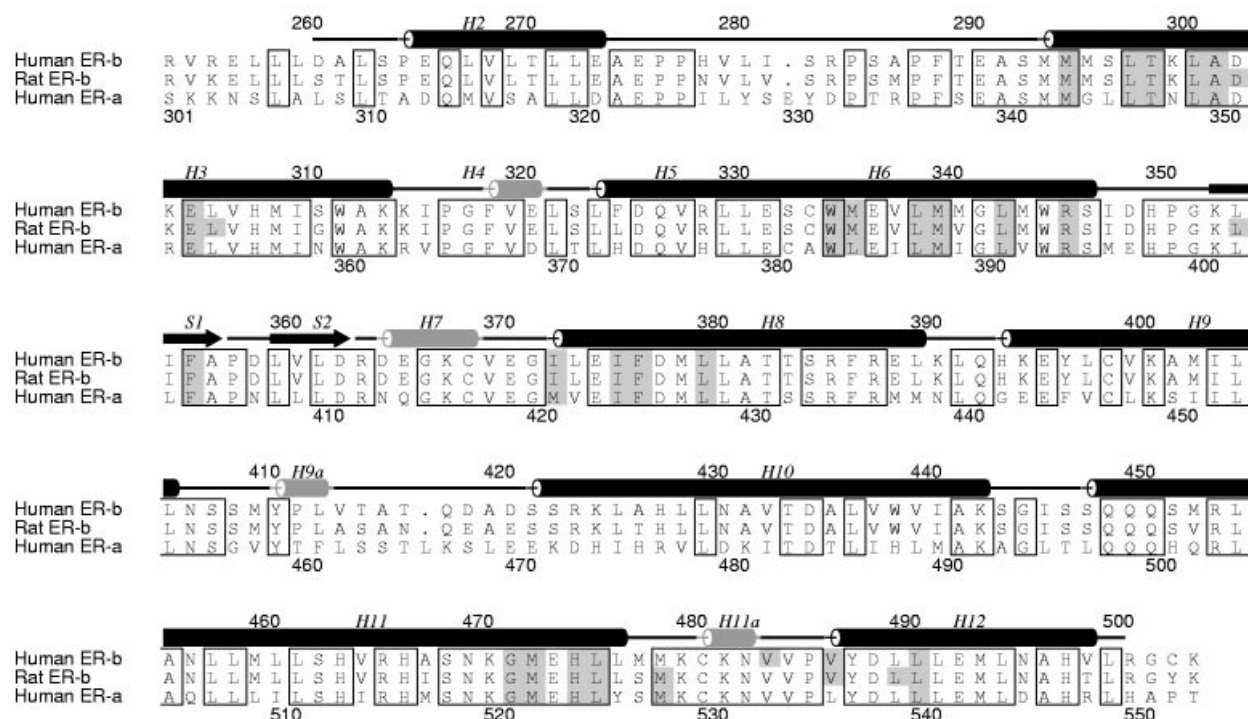 260 H2 270 280 290 300
Human ER-b R V R E L L L D A L S P E Q L V L T L L E A E P P H V L I . S R P S A P F T E A S M M M S L T K L A D
Rat ER-b R V K E L L L S T L S P E Q L V L T L L E A E P P N V L V . S R P S M P F T E A S M M M S L T K L A D
Human ER-a S K K N S L A L S L T A D Q M V S A L L D A E P P I L Y S E Y D P T R P F S E A S M M G L L T N L A D
301 310 320 330 340 350
H3 310 H4 320 H5 330 H6 340 350
Human ER-b K E L V H M I S W A K K I P G F V E L S L F D Q V R L L E S C W M E V L M M G L M W R S I D H P G K L
Rat ER-b K E L V H M I G W A K K I P G F V E L S L L D Q V R L L E S C W M E V L M M G L M W R S I D H P G K L
Human ER-a R E L V H M I N W A K R V P G F V D L T L H D Q V H L L E C A W L E I L M I G L V W R S M E H P G K L
360 370 380 390 400
S1 360 S2 H7 370 380 H8 390 400 H9
Human ER-b I F A P D L V L D R D E G K C V E G I L E I F D M L L A T T S R F R E L K L Q H K E Y L C V K A M I L
Rat ER-b I F A P D L V L D R D E G K C V E G I L E I F D M L L A T T S R F R E L K L Q H K E Y L C V K A M I L
Human ER-a L F A P N L L L D R N Q G K C V E G M V E I F D M L L A T S S R F R M M N L Q G E E F V C L K S I I L
410 420 430 440 450
410 H9a 420 430 H10 440 450
Human ER-b L N S S M Y P L V T A T . Q D A D S S R K L A H L L N A V T D A L V W V I A K S G I S S Q Q Q S M R L
Rat ER-b L N S S M Y P L A S A N . Q E A E S S R K L T H L L N A V T D A L V W V I A K S G I S S Q Q Q S V R L
Human ER-a L N S G V Y T F L S S T L K S L E E K D H I H R V L D K I T D T L I H L M A K A G L T L Q Q Q H Q R L
460 470 480 490 500
460 H11 470 480 H11a 490 H12 500
Human ER-b A N L L M L L S H V R H A S N K G M E H L L M M K C K N V V P V Y D L L L E M L N A H V L R G C K
Rat ER-b A N L L M L L S H V R H I S N K G M E H L L S M K C K N V V P V Y D L L L E M L N A H T L R G Y K
Human ER-a A Q L L L I L S H I R H M S N K G M E H L Y S M K C K N V V P L Y D L L L E M L D A H R L H A P T
510 520 530 540 550